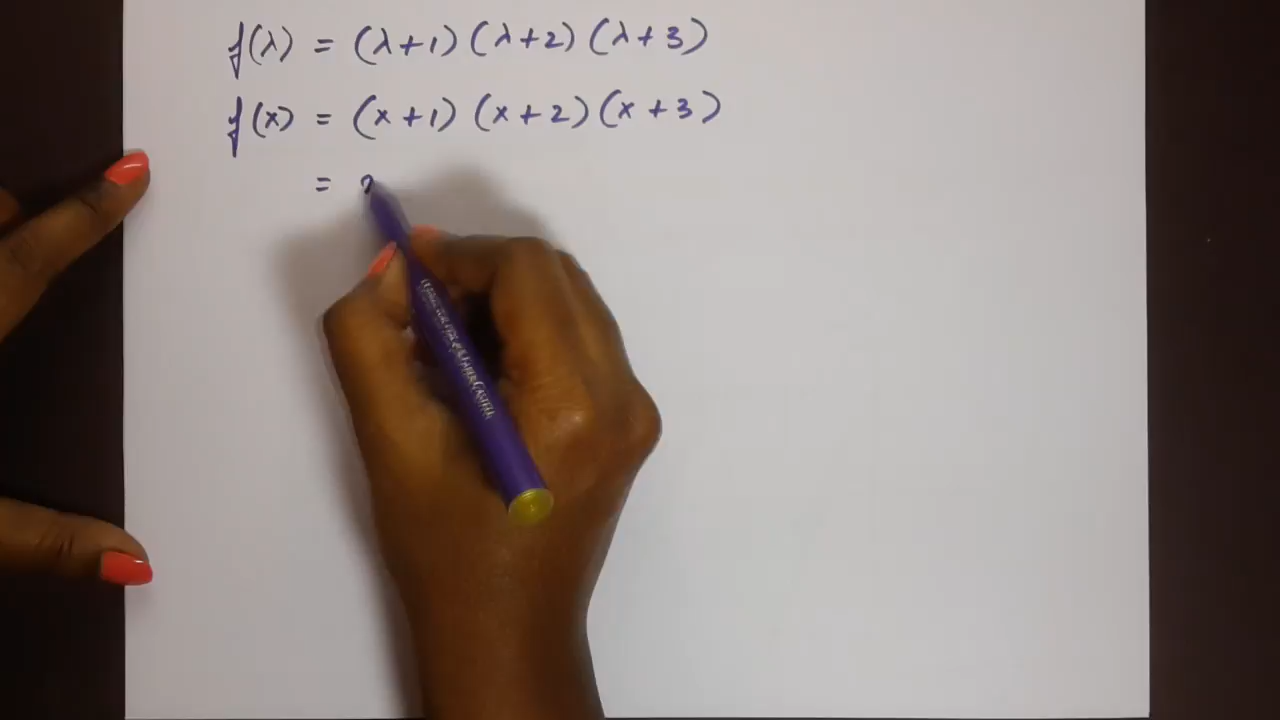 f(λ) = (λ+1) (λ+2) (λ+3)
f(x) = (x+1) (x+2) (x+3)
=